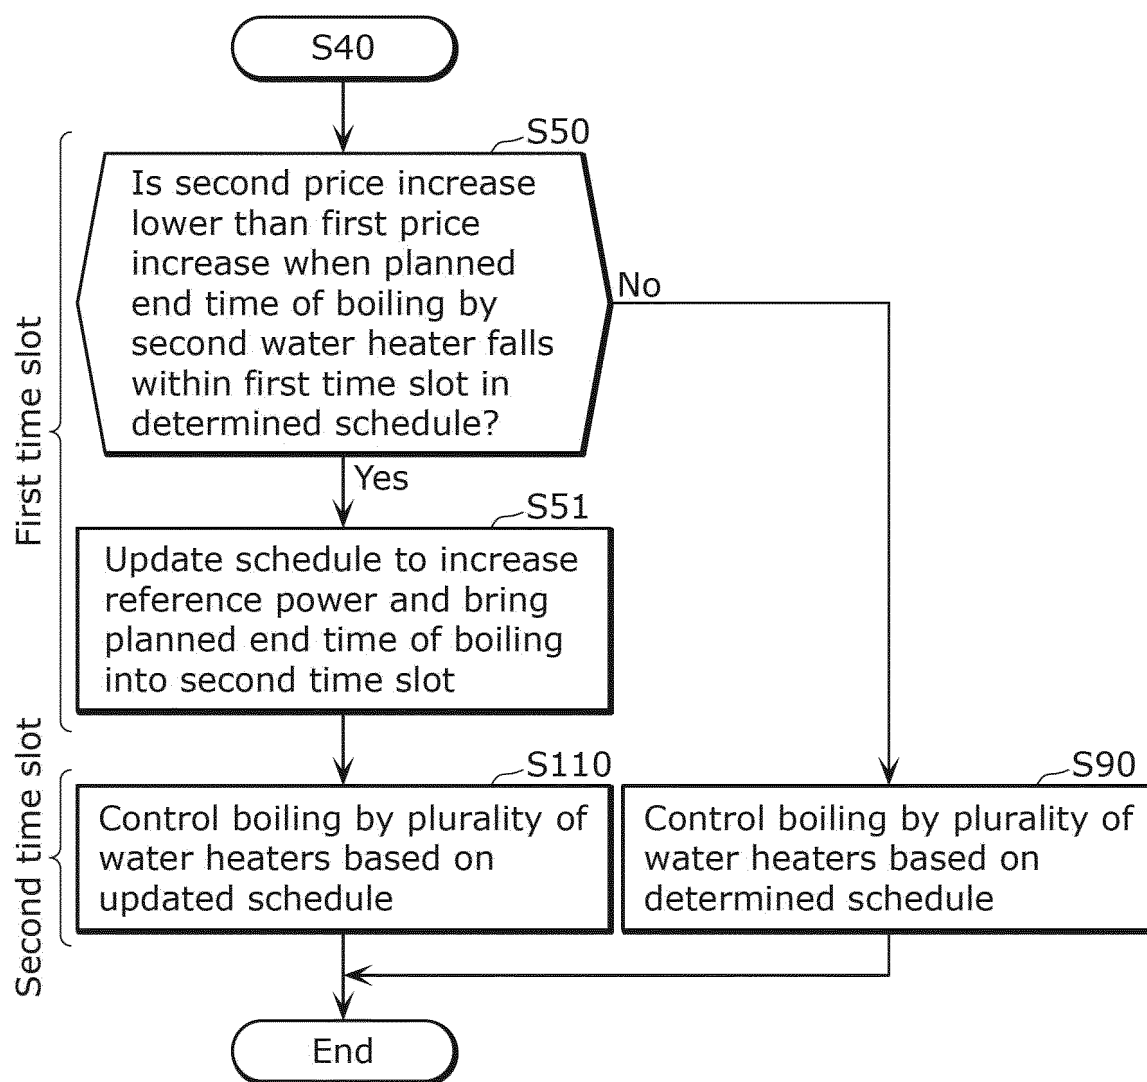 S40
S50
Is second price increase
lower than first price
increase when planned
end time of boiling by
second water heater falls
within first time slot in
determined schedule?
No
Yes
First time slot
S51
Update schedule to increase
reference power and bring
planned end time of boiling
into second time slot
Second time slot
S110
Control boiling by plurality of
water heaters based on
updated schedule
S90
Control boiling by plurality of
water heaters based on
determined schedule
End